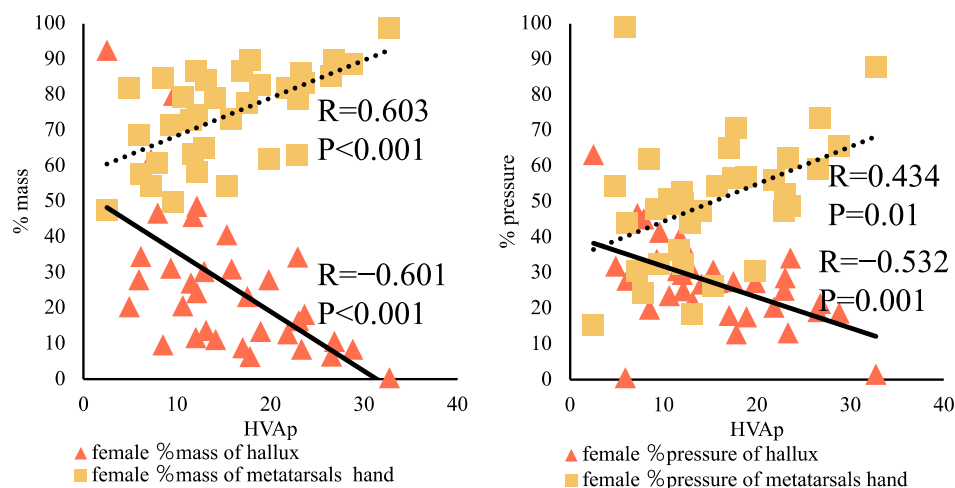 100
90
80
70
60
50
40
30
20
10
0
% mass
R=0.603
P<0.001
R=−0.601
P<0.001
0 10 20 30 40
HVAp
female %mass of hallux
female %mass of metatarsals hand
100
90
80
70
60
50
40
30
20
10
0
% pressure
R=0.434
P=0.01
R=−0.532
P=0.001
0 10 20 30 40
HVAp
female %pressure of hallux
female %pressure of metatarsals hand